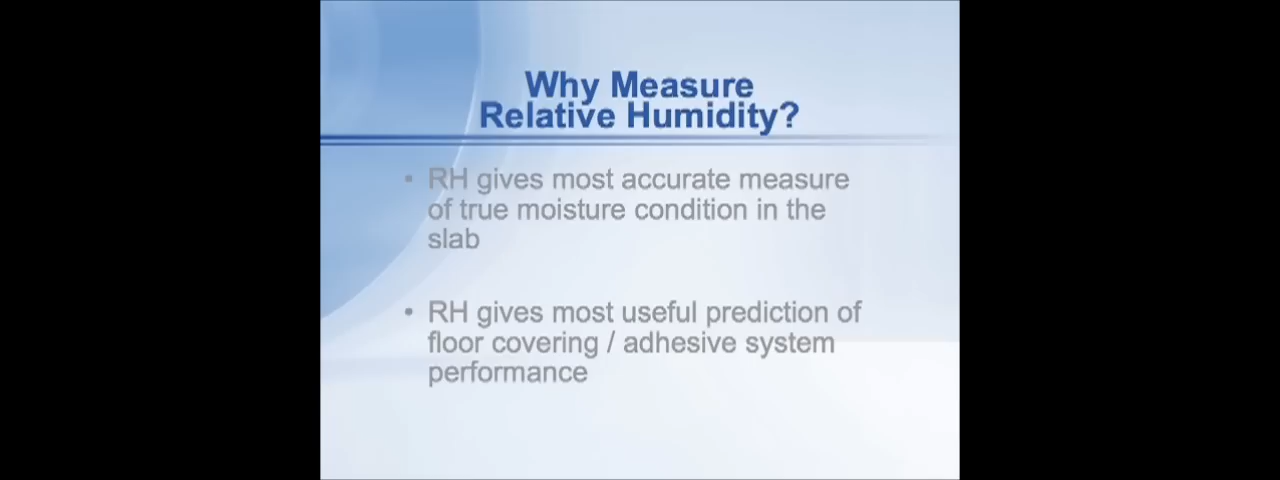 Why Measure
Relative Humidity?
• RH gives most accurate measure
of true moisture condition in the
slab
• RH gives most useful prediction of
floor covering / adhesive system
performance